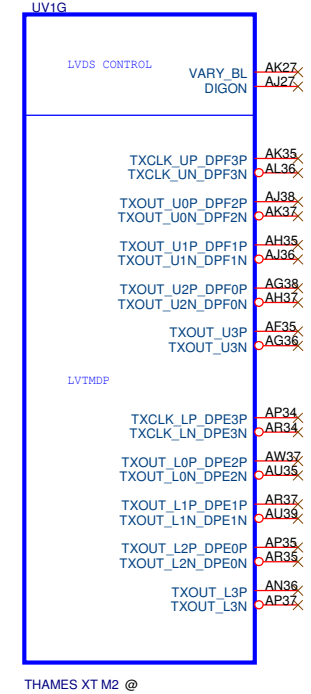 UV1G
LVDS CONTROL
VARY_BL AK27
DIGON AJ27
TXCLK_UP_DPF3P AK35
TXCLK_UN_DPF3N AL36
TXOUT_U0P_DPF2P AJ38
TXOUT_U0N_DPF2N AK37
TXOUT_U1P_DPF1P AH35
TXOUT_U1N_DPF1N AJ36
TXOUT_U2P_DPF0P AG38
TXOUT_U2N_DPF0N AH37
TXOUT_U3P AF35
TXOUT_U3N AG36
LVTMDP
TXCLK_LP_DPE3P AP34
TXCLK_LN_DPE3N AR34
TXOUT_L0P_DPE2P AW37
TXOUT_L0N_DPE2N AU35
TXOUT_L1P_DPE1P AR37
TXOUT_L1N_DPE1N AU39
TXOUT_L2P_DPE0P AP35
TXOUT_L2N_DPE0N AR35
TXOUT_L3P AN36
TXOUT_L3N AP37
THAMES XT M2 @